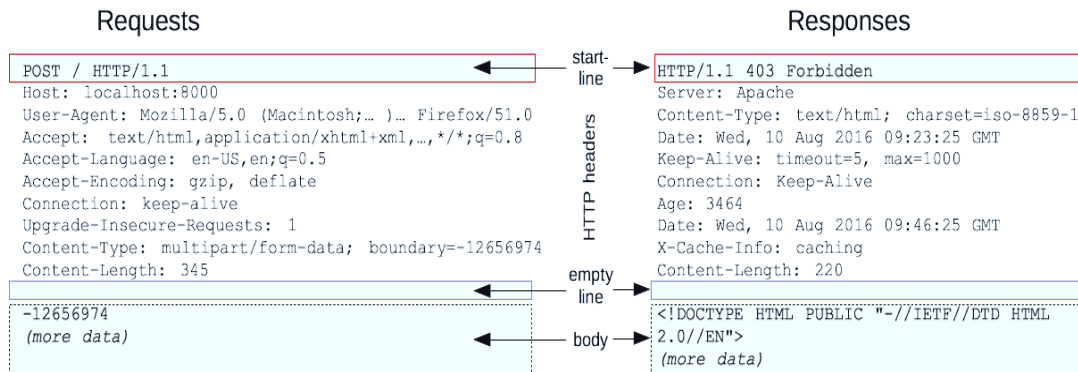 Requests
Responses
POST / HTTP/1.1
Host: localhost:8000
User-Agent: Mozilla/5.0 (Macintosh;… )… Firefox/51.0
Accept: text/html,application/xhtml+xml,…,*/*;q=0.8
Accept-Language: en-US,en;q=0.5
Accept-Encoding: gzip, deflate
Connection: keep-alive
Upgrade-Insecure-Requests: 1
Content-Type: multipart/form-data; boundary=-12656974
Content-Length: 345
-12656974
(more data)
start-
line
HTTP headers
empty
line
body
HTTP/1.1 403 Forbidden
Server: Apache
Content-Type: text/html; charset=iso-8859-1
Date: Wed, 10 Aug 2016 09:23:25 GMT
Keep-Alive: timeout=5, max=1000
Connection: Keep-Alive
Age: 3464
Date: Wed, 10 Aug 2016 09:46:25 GMT
X-Cache-Info: caching
Content-Length: 220
<!DOCTYPE HTML PUBLIC "-//IETF//DTD HTML
2.0//EN">
(more data)